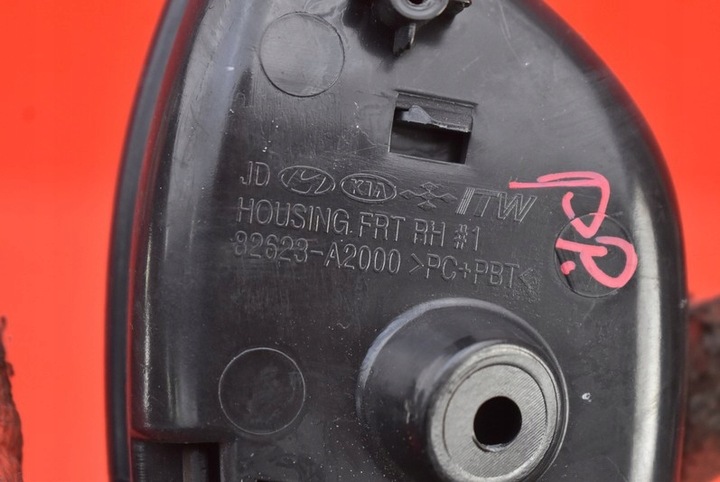 JD KIA ITW
HOUSING.FRT RH #1
82623-A2000 >PC+PBT<